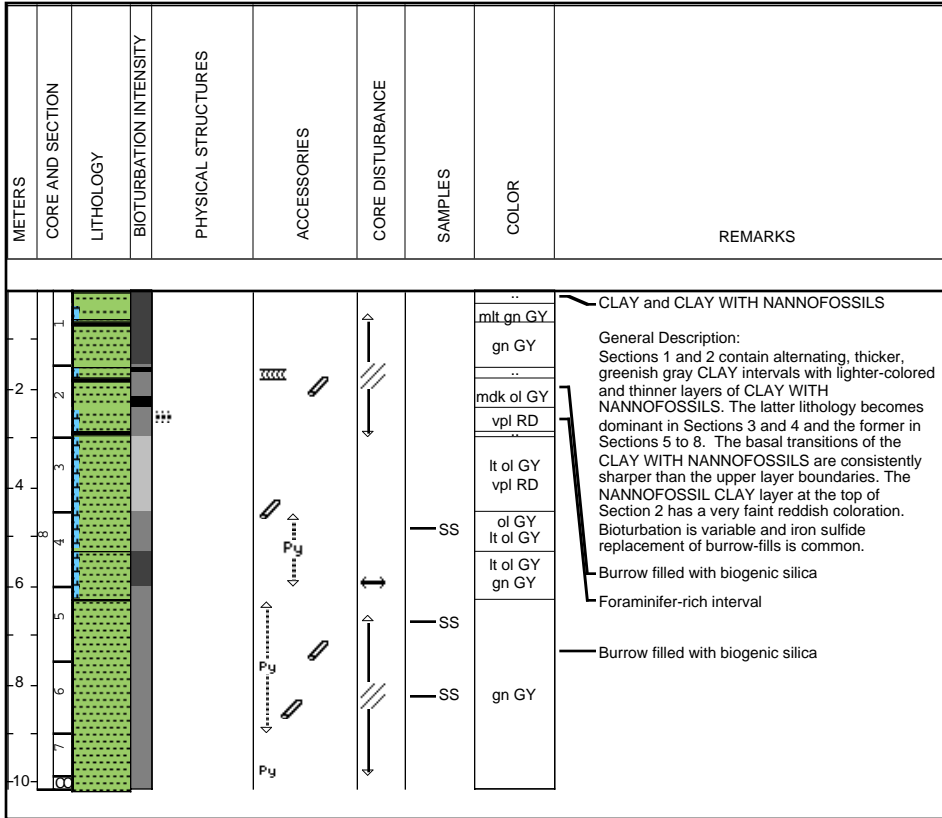 METERS
CORE AND SECTION
LITHOLOGY
BIOTURBATION INTENSITY
PHYSICAL STRUCTURES
ACCESSORIES
CORE DISTURBANCE
SAMPLES
COLOR
REMARKS
2
4
6
8
10
8
1
2
3
4
5
6
7
8
Py
Py
Py
SS
SS
SS
..
mlt gn GY
gn GY
..
mdk ol GY
vpl RD
..
lt ol GY
vpl RD
ol GY
lt ol GY
lt ol GY
gn GY
gn GY
CLAY and CLAY WITH NANNOFOSSILS
General Description:
Sections 1 and 2 contain alternating, thicker,
greenish gray CLAY intervals with lighter-colored
and thinner layers of CLAY WITH
NANNOFOSSILS. The latter lithology becomes
dominant in Sections 3 and 4 and the former in
Sections 5 to 8. The basal transitions of the
CLAY WITH NANNOFOSSILS are consistently
sharper than the upper layer boundaries. The
NANNOFOSSIL CLAY layer at the top of
Section 2 has a very faint reddish coloration.
Bioturbation is variable and iron sulfide
replacement of burrow-fills is common.
Burrow filled with biogenic silica
Foraminifer-rich interval
Burrow filled with biogenic silica